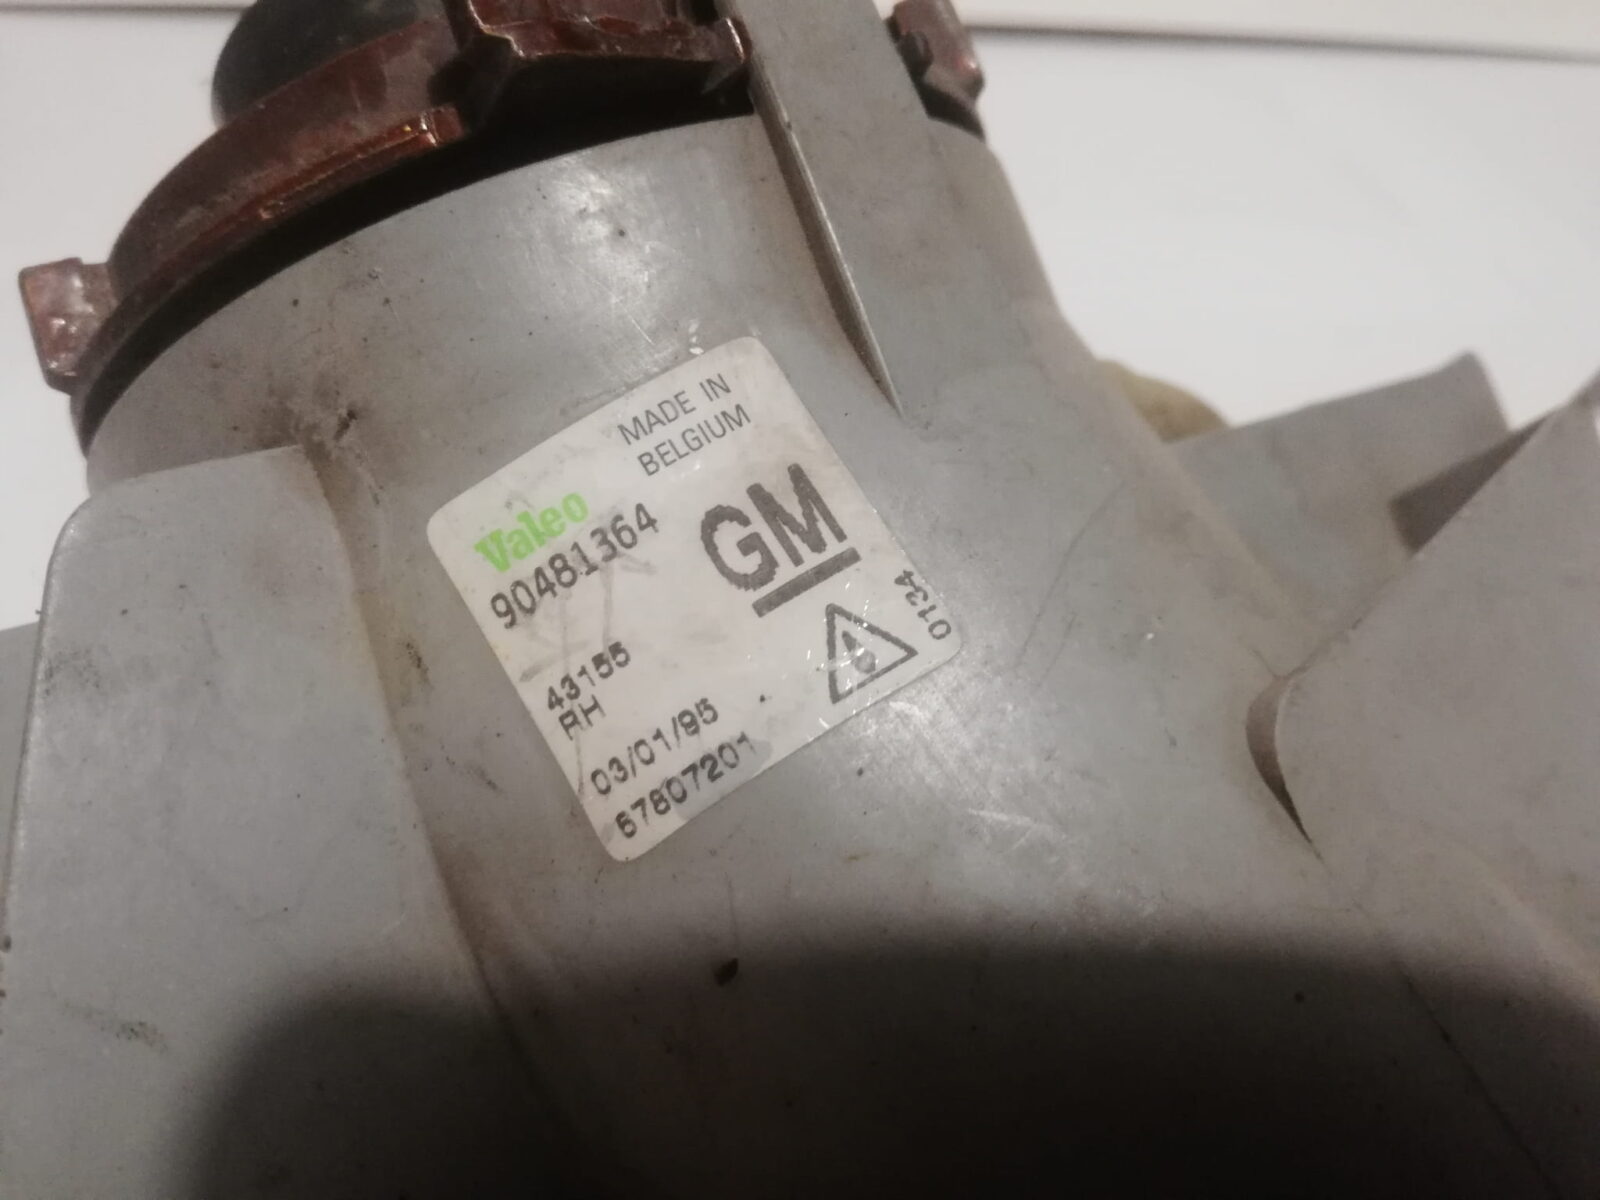 MADE IN
BELGIUM
Valeo
90481364
GM
0134
43155
RH
03/01/95
67807201